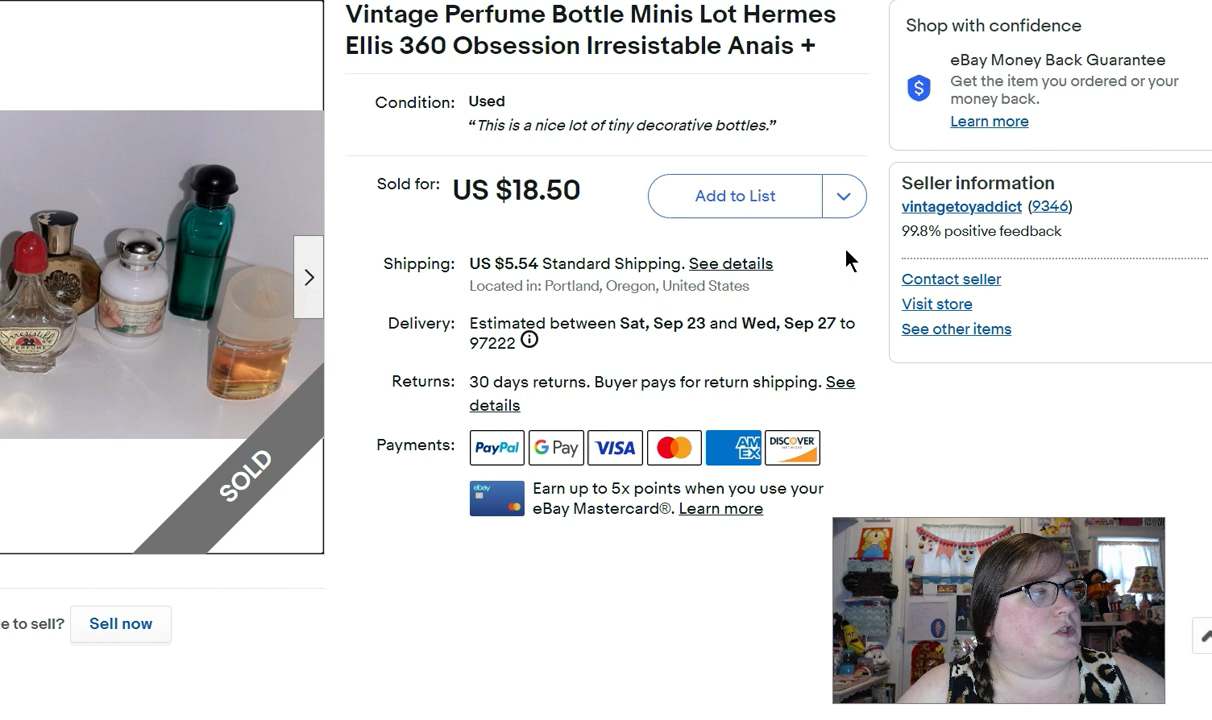 Vintage Perfume Bottle Minis Lot Hermes
Ellis 360 Obsession Irresistable Anais +
Condition:
Used
“This is a nice lot of tiny decorative bottles.”
Sold for:
US $18.50
Add to List
Shipping:
US $5.54 Standard Shipping. See details
Located in: Portland, Oregon, United States
Delivery:
Estimated between Sat, Sep 23 and Wed, Sep 27 to
97222
Returns:
30 days returns. Buyer pays for return shipping. See
details
Payments:
PayPal
G Pay
VISA
AM
EX
DISCOVER
ebay
Earn up to 5x points when you use your
eBay Mastercard®. Learn more
Shop with confidence
eBay Money Back Guarantee
Get the item you ordered or your
money back.
Learn more
Seller information
vintagetoyaddict (9346)
99.8% positive feedback
Contact seller
Visit store
See other items
Irresistible
PERFUME
SOLD
e to sell?
Sell now